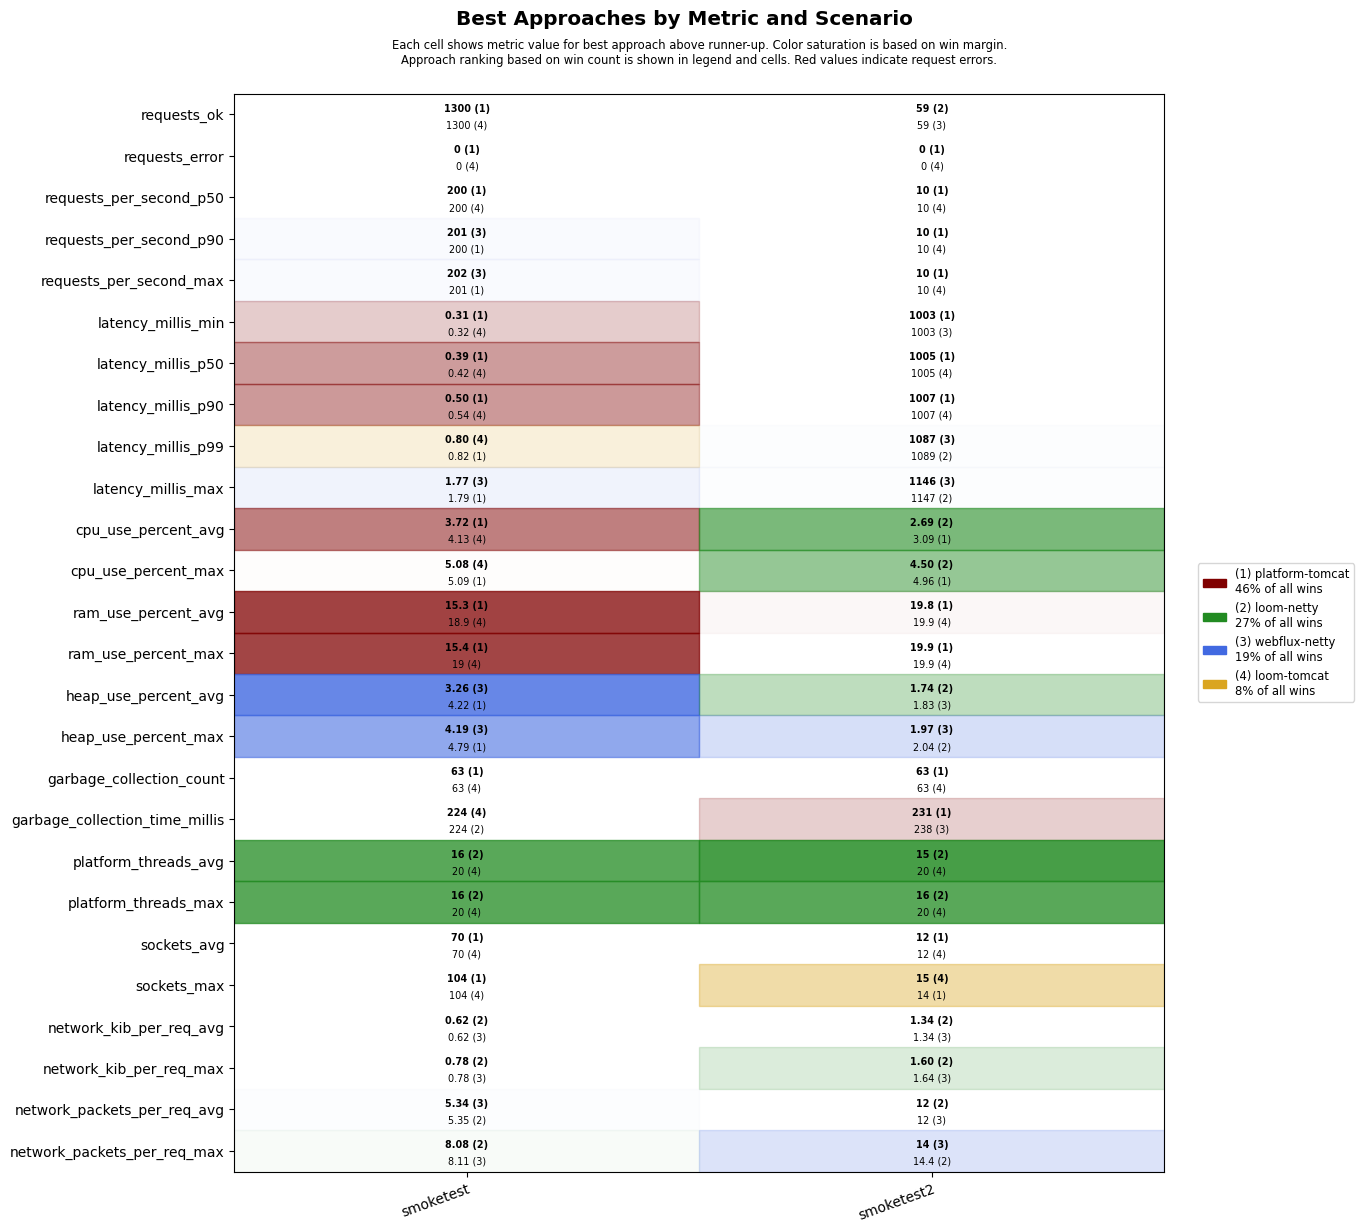 Best Approaches by Metric and Scenario
Each cell shows metric value for best approach above runner-up. Color saturation is based on win margin.
Approach ranking based on win count is shown in legend and cells. Red values indicate request errors.
requests_ok
1300 (1)
1300 (4)
59 (2)
59 (3)
requests_error
0 (1)
0 (4)
0 (1)
0 (4)
requests_per_second_p50
200 (1)
200 (4)
10 (1)
10 (4)
requests_per_second_p90
201 (3)
200 (1)
10 (1)
10 (4)
requests_per_second_max
202 (3)
201 (1)
10 (1)
10 (4)
latency_millis_min
0.31 (1)
0.32 (4)
1003 (1)
1003 (3)
latency_millis_p50
0.39 (1)
0.42 (4)
1005 (1)
1005 (4)
latency_millis_p90
0.50 (1)
0.54 (4)
1007 (1)
1007 (4)
latency_millis_p99
0.80 (4)
0.82 (1)
1087 (3)
1089 (2)
latency_millis_max
1.77 (3)
1.79 (1)
1146 (3)
1147 (2)
cpu_use_percent_avg
3.72 (1)
4.13 (4)
2.69 (2)
3.09 (1)
cpu_use_percent_max
5.08 (4)
5.09 (1)
4.50 (2)
4.96 (1)
ram_use_percent_avg
15.3 (1)
18.9 (4)
19.8 (1)
19.9 (4)
ram_use_percent_max
15.4 (1)
19 (4)
19.9 (1)
19.9 (4)
heap_use_percent_avg
3.26 (3)
4.22 (1)
1.74 (2)
1.83 (3)
heap_use_percent_max
4.19 (3)
4.79 (1)
1.97 (3)
2.04 (2)
garbage_collection_count
63 (1)
63 (4)
63 (1)
63 (4)
garbage_collection_time_millis
224 (4)
224 (2)
231 (1)
238 (3)
platform_threads_avg
16 (2)
20 (4)
15 (2)
20 (4)
platform_threads_max
16 (2)
20 (4)
16 (2)
20 (4)
sockets_avg
70 (1)
70 (4)
12 (1)
12 (4)
sockets_max
104 (1)
104 (4)
15 (4)
14 (1)
network_kib_per_req_avg
0.62 (2)
0.62 (3)
1.34 (2)
1.34 (3)
network_kib_per_req_max
0.78 (2)
0.78 (3)
1.60 (2)
1.64 (3)
network_packets_per_req_avg
5.34 (3)
5.35 (2)
12 (2)
12 (3)
network_packets_per_req_max
8.08 (2)
8.11 (3)
14 (3)
14.4 (2)
smoketest
smoketest2
(1) platform-tomcat
46% of all wins
(2) loom-netty
27% of all wins
(3) webflux-netty
19% of all wins
(4) loom-tomcat
8% of all wins